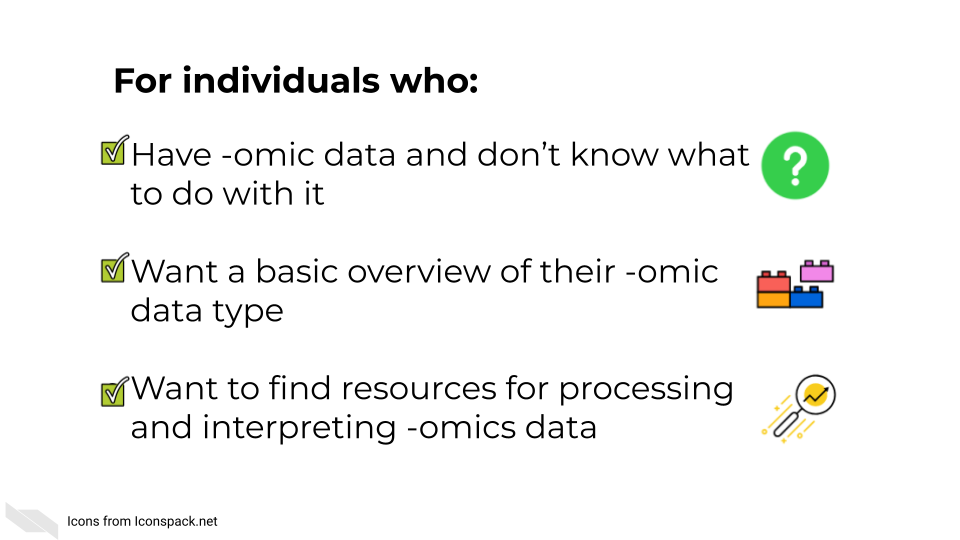 For individuals who:
Have -omic data and don’t know what
to do with it
?
Want a basic overview of their -omic
data type
Want to find resources for processing
and interpreting -omics data
Icons from Iconspack.net